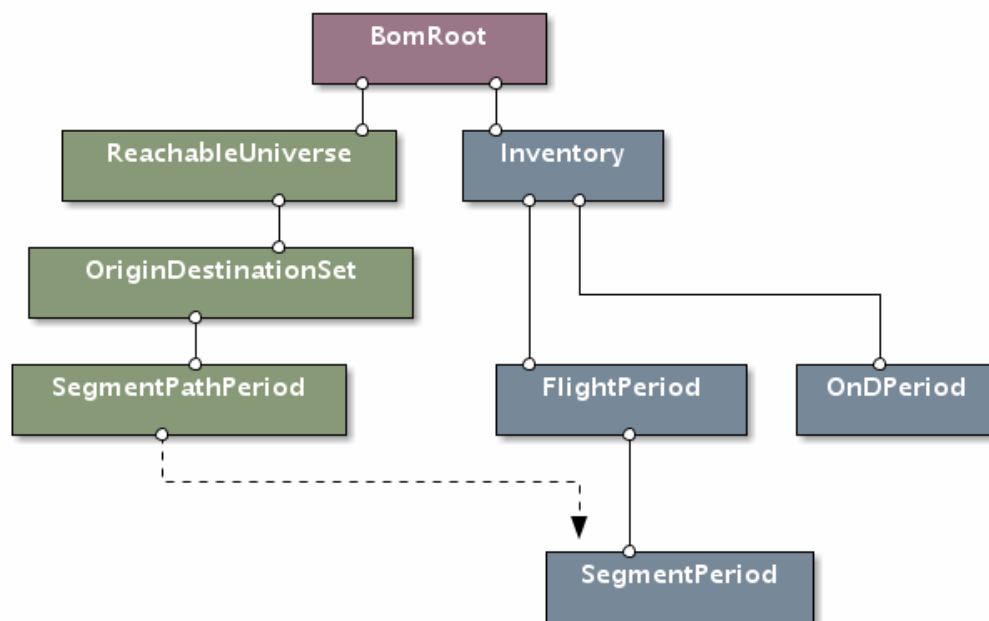 BomRoot
ReachableUniverse
Inventory
OriginDestinationSet
SegmentPathPeriod
FlightPeriod
OnDPeriod
SegmentPeriod